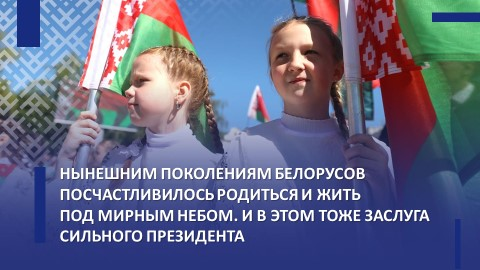 НЫНЕШНИМ ПОКОЛЕНИЯМ БЕЛОРУСОВ
ПОСЧАСТЛИВИЛОСЬ РОДИТЬСЯ И ЖИТЬ
ПОД МИРНЫМ НЕБОМ. И В ЭТОМ ТОЖЕ ЗАСЛУГА
СИЛЬНОГО ПРЕЗИДЕНТА